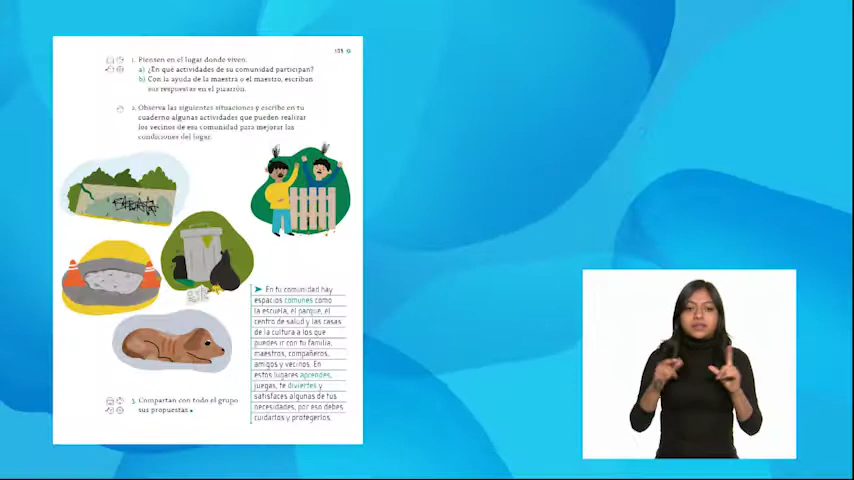 135
1. Piensen en el lugar donde viven.
a) ¿En qué actividades de su comunidad participan?
b) Con la ayuda de la maestra o el maestro, escriban
sus respuestas en el pizarrón.
2. Observa las siguientes situaciones y escribe en tu
cuaderno algunas actividades que pueden realizar
los vecinos de esa comunidad para mejorar las
condiciones del lugar.
En tu comunidad hay
espacios comunes como
la escuela, el parque, el
centro de salud y las casas
de la cultura a los que
puedes ir con tu familia,
maestros, compañeros,
amigos y vecinos. En
estos lugares aprendes,
juegas, te diviertes y
satisfaces algunas de tus
necesidades, por eso debes
cuidarlos y protegerlos.
3. Compartan con todo el grupo
sus propuestas